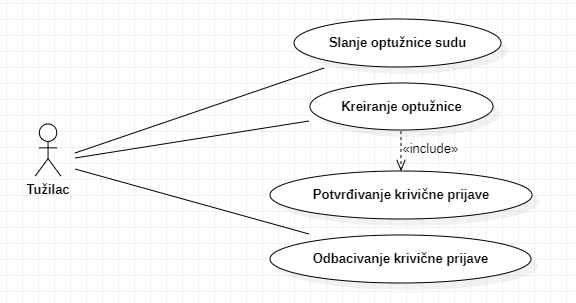 Slanje optužnice sudu
Kreiranje optužnice
«include»
Tužilac
Potvrđivanje krivične prijave
Odbacivanje krivične prijave